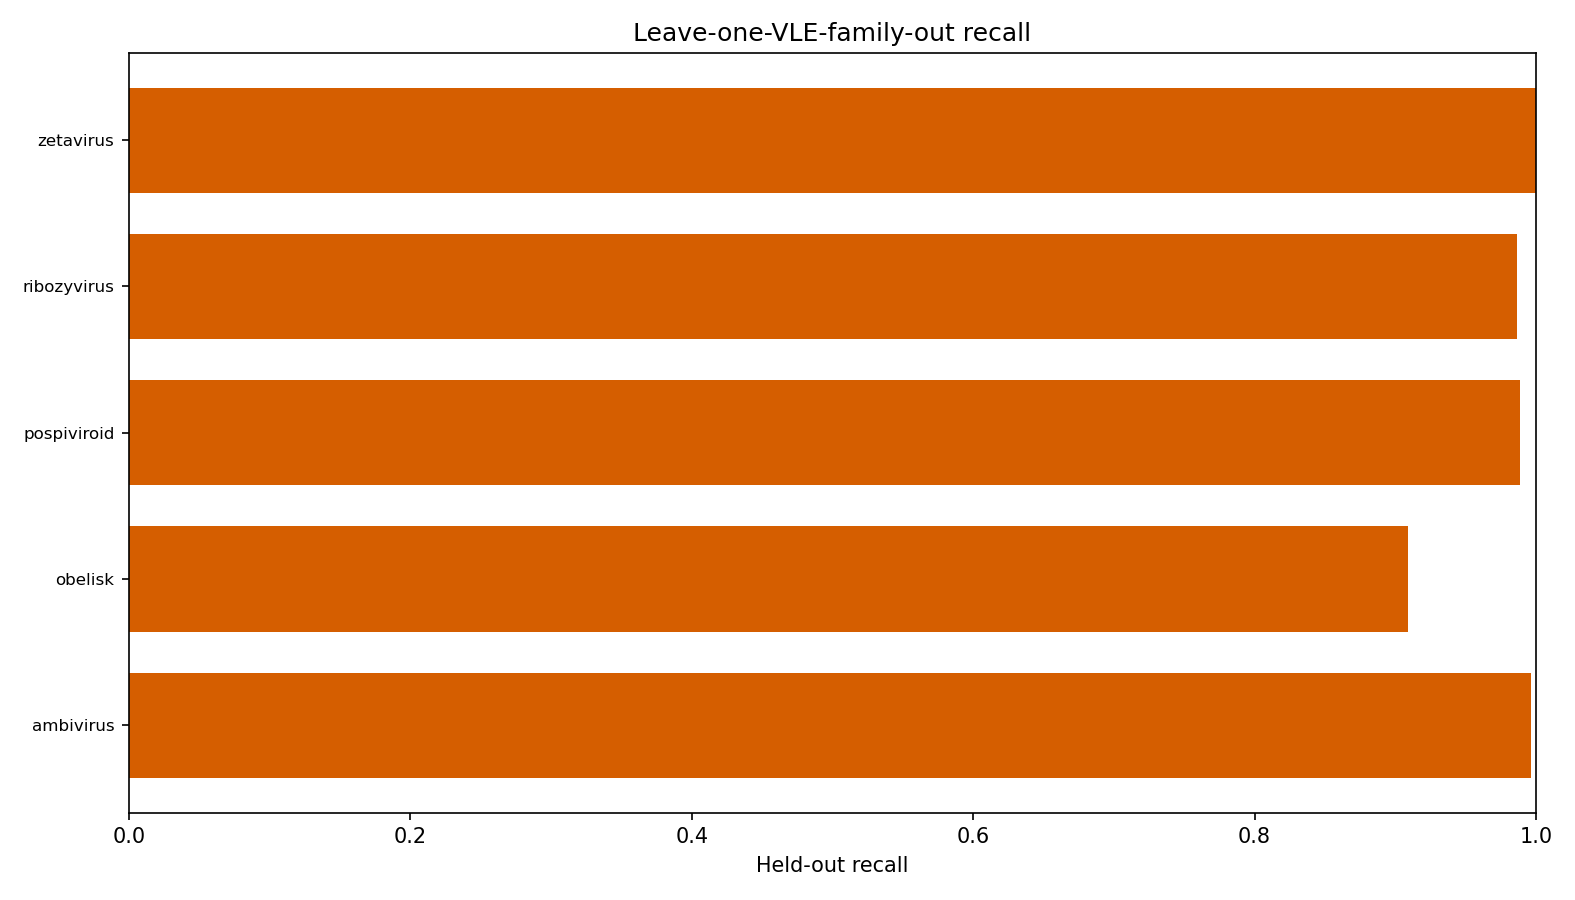 Leave-one-VLE-family-out recall
zetavirus
ribozyvirus
pospiviroid
obelisk
ambivirus
0.0 0.2 0.4 0.6 0.8 1.0
Held-out recall